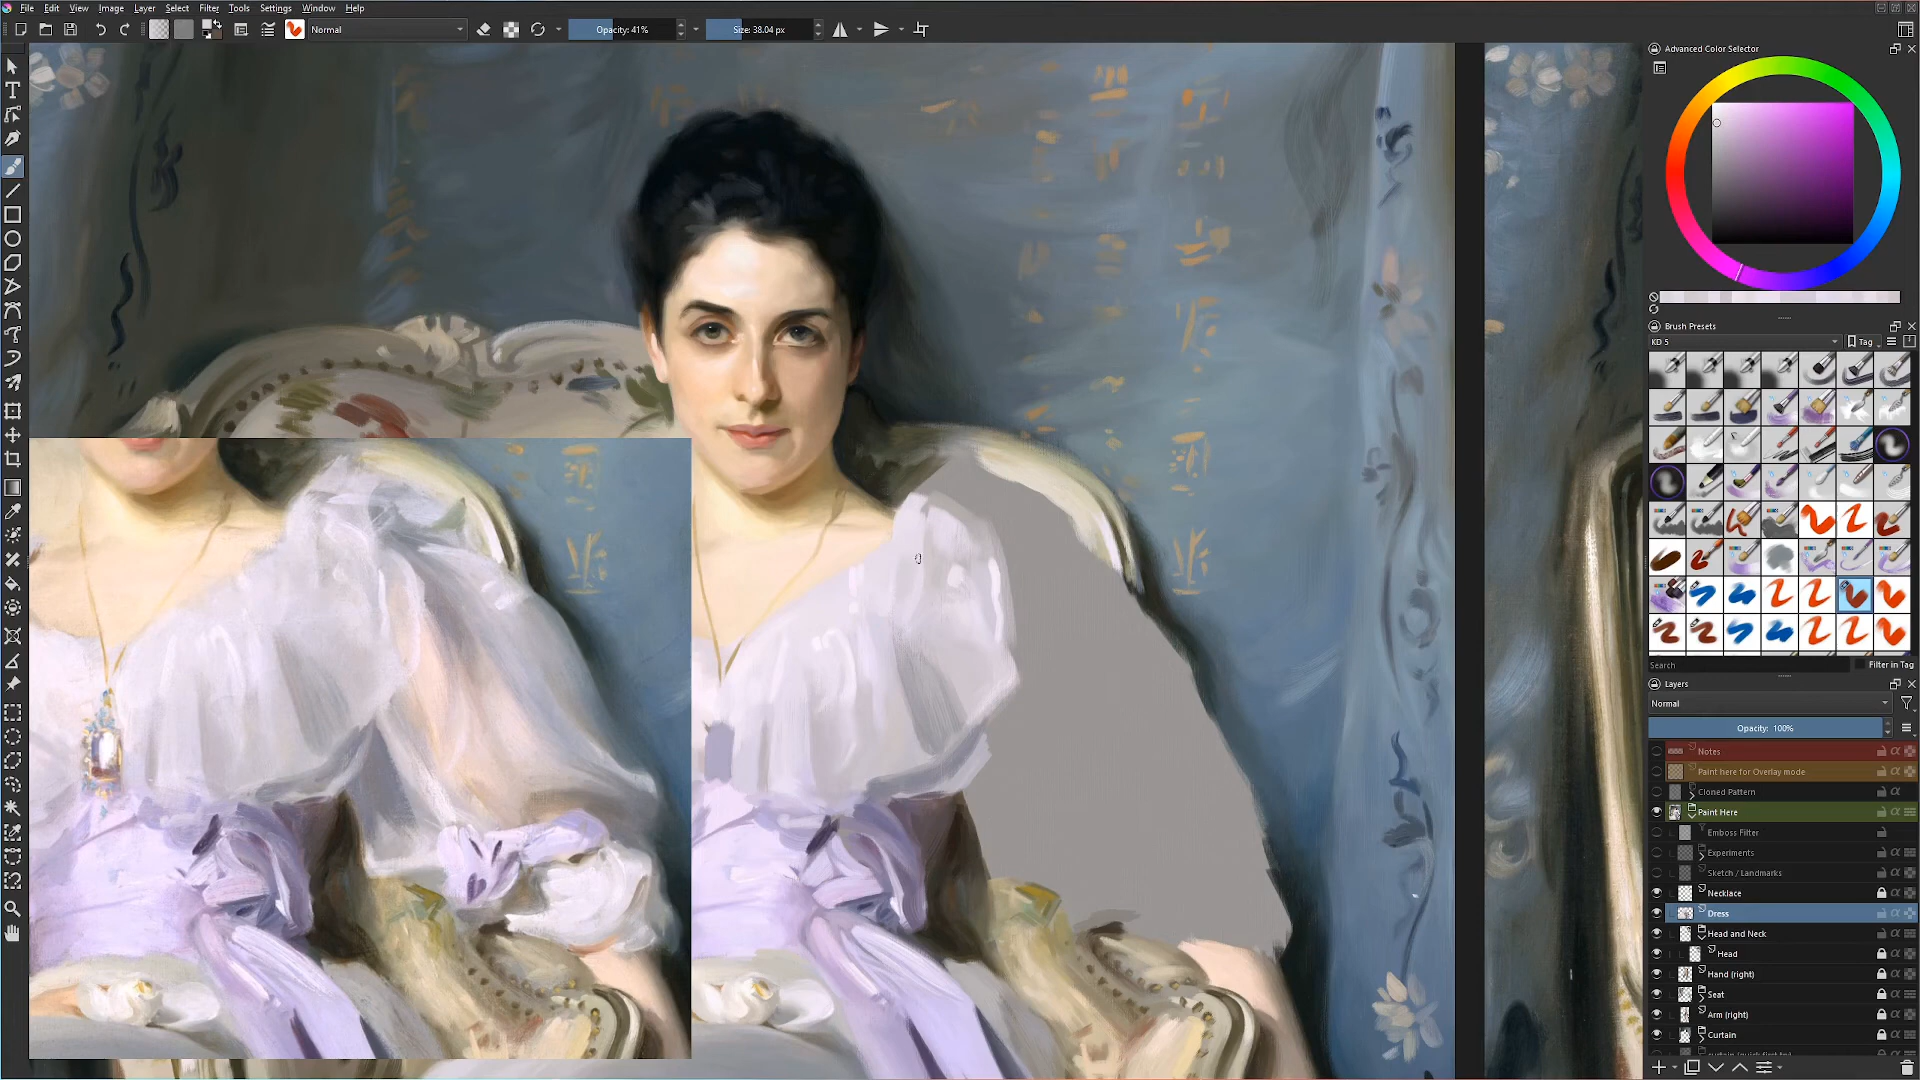 File Edit View Image Layer Select Filter Tools Settings Window Help
Normal
Opacity: 41%
Size: 38.04 px
Advanced Color Selector
Brush Presets
KD 5
Tag
Search
Filter in Tag
Layers
Normal
Opacity: 100%
Notes
Paint here for Overlay mode
Cloned Pattern
Paint Here
Emboss Filter
Experiments
Sketch / Landmarks
Necklace
Dress
Head and Neck
Head
Hand (right)
Seat
Arm (right)
Curtain